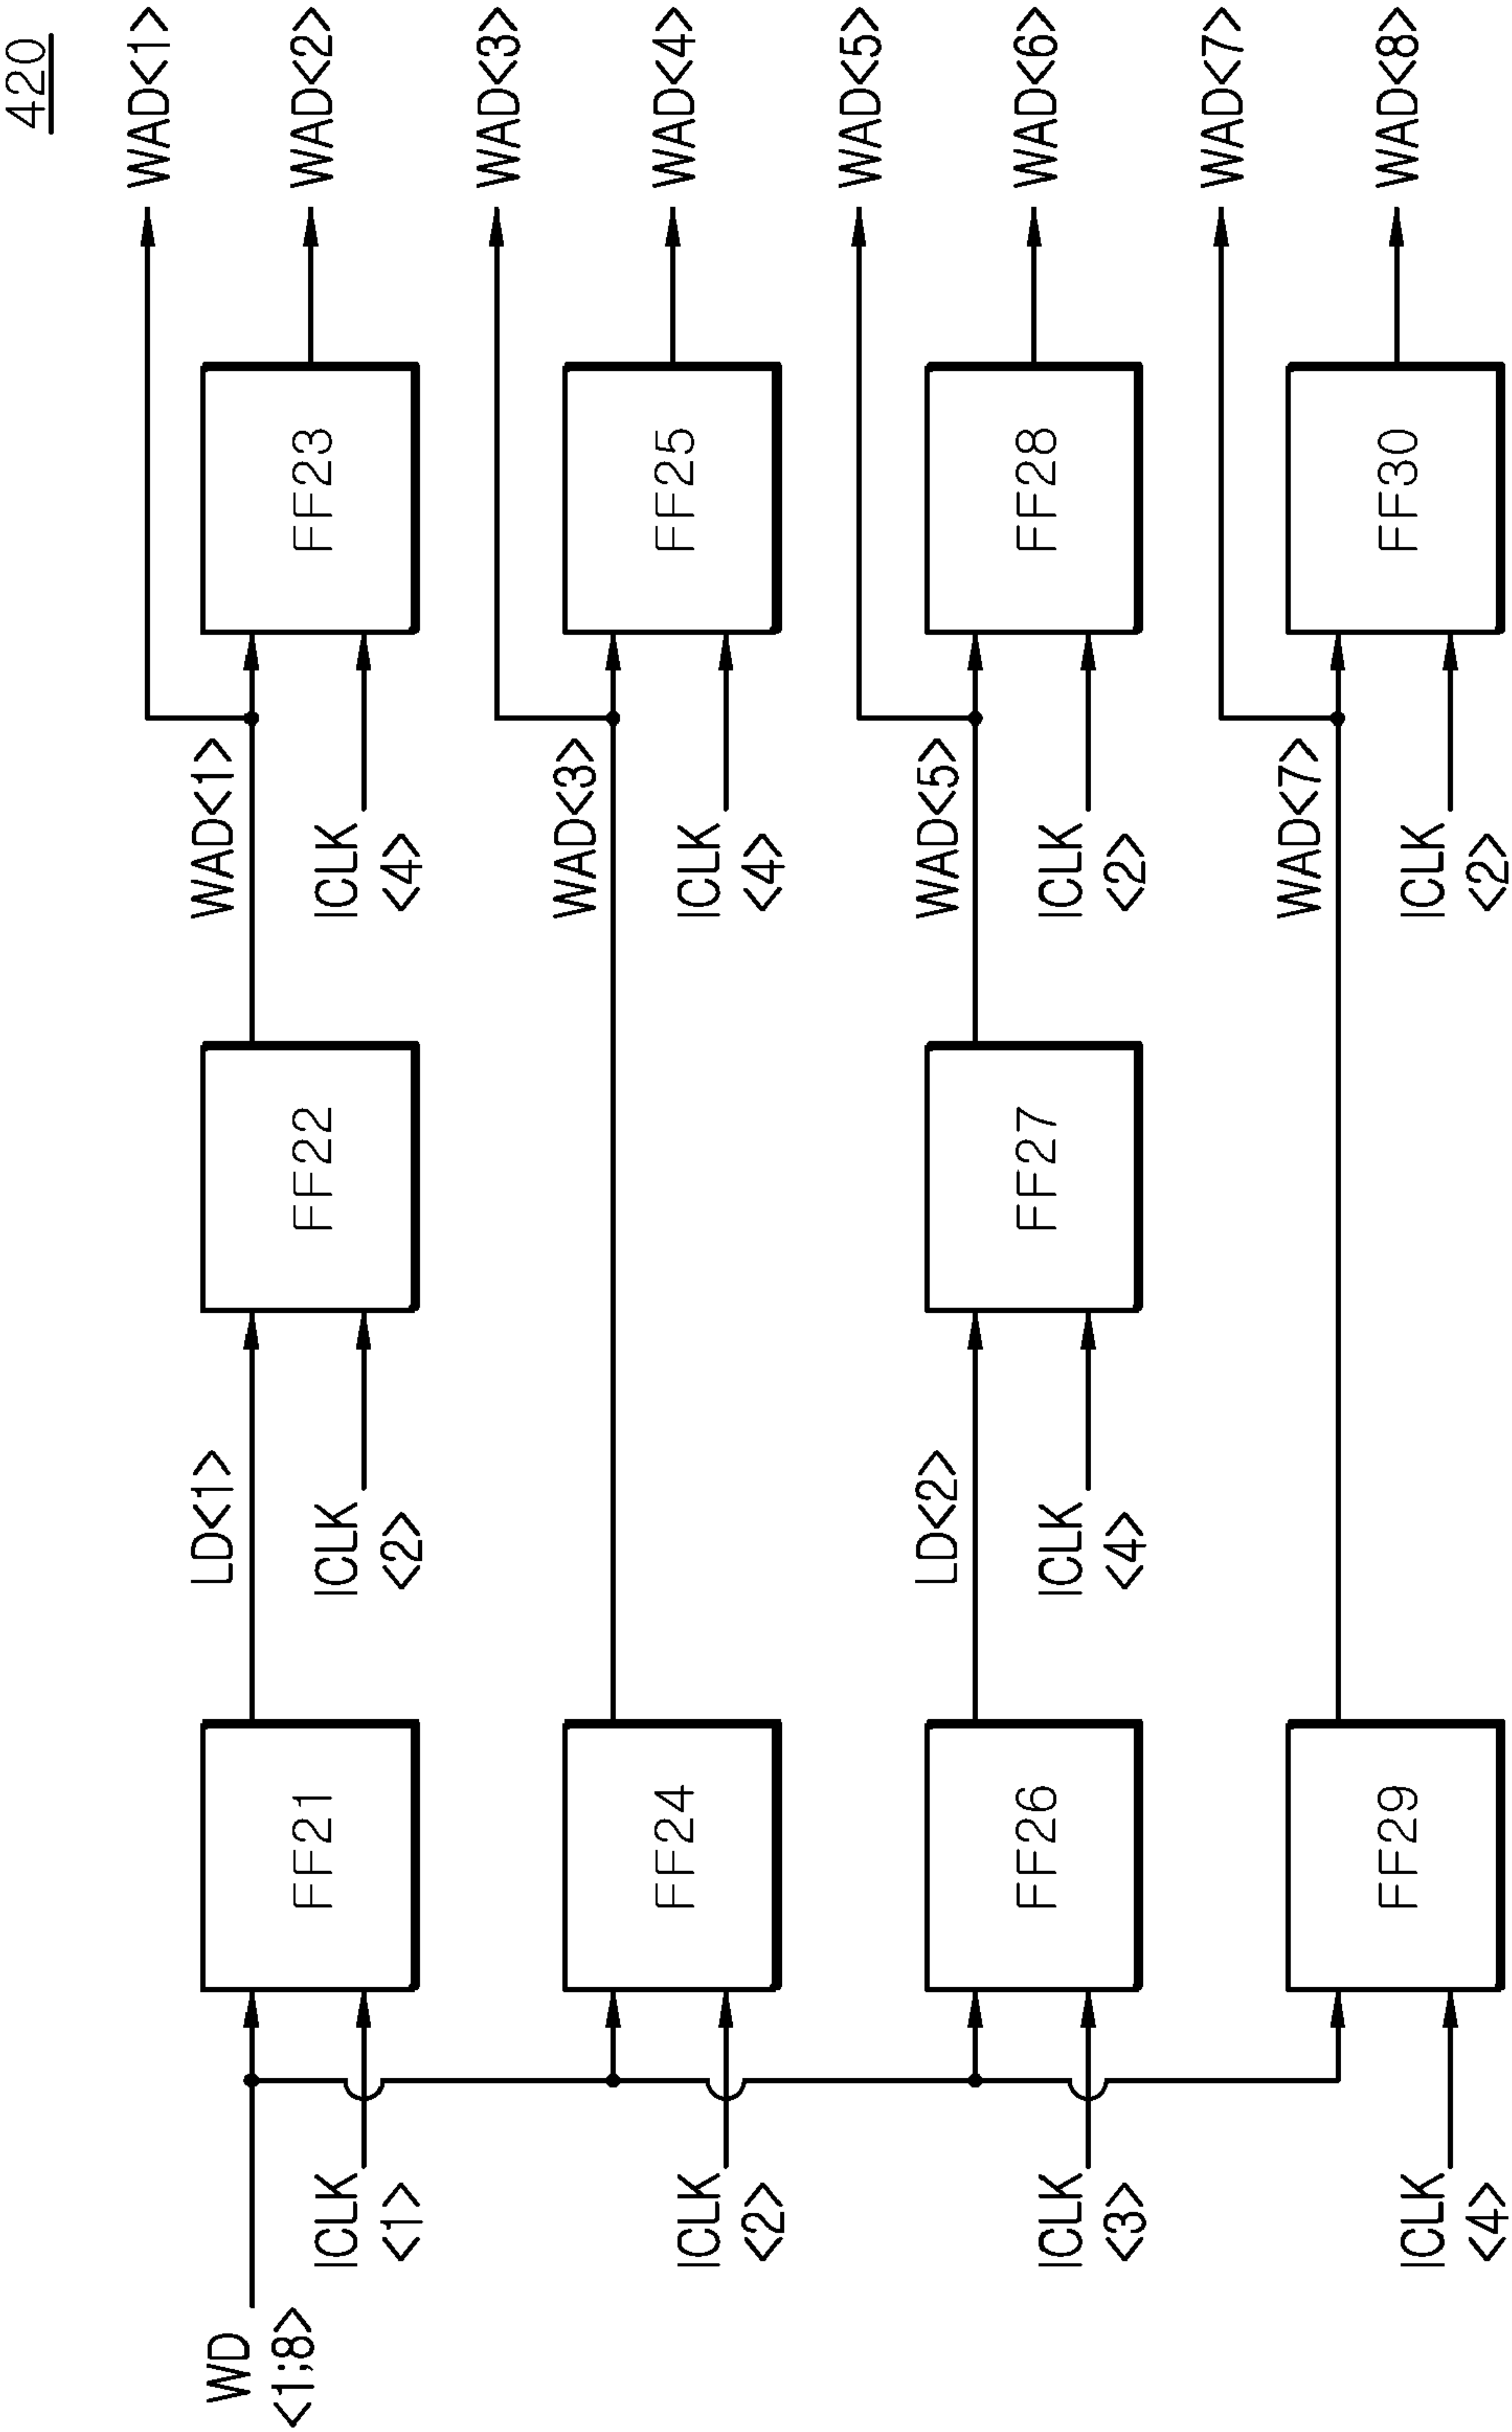 420
WD
<1:8>
ICLK
<1>
FF21
LD<1>
ICLK
<2>
FF22
WAD<1>
ICLK
<4>
FF23
WAD<1>
WAD<2>
ICLK
<2>
FF24
WAD<3>
ICLK
<4>
FF25
WAD<3>
WAD<4>
ICLK
<3>
FF26
LD<2>
ICLK
<4>
FF27
WAD<5>
ICLK
<2>
FF28
WAD<5>
WAD<6>
ICLK
<4>
FF29
WAD<7>
ICLK
<2>
FF30
WAD<7>
WAD<8>